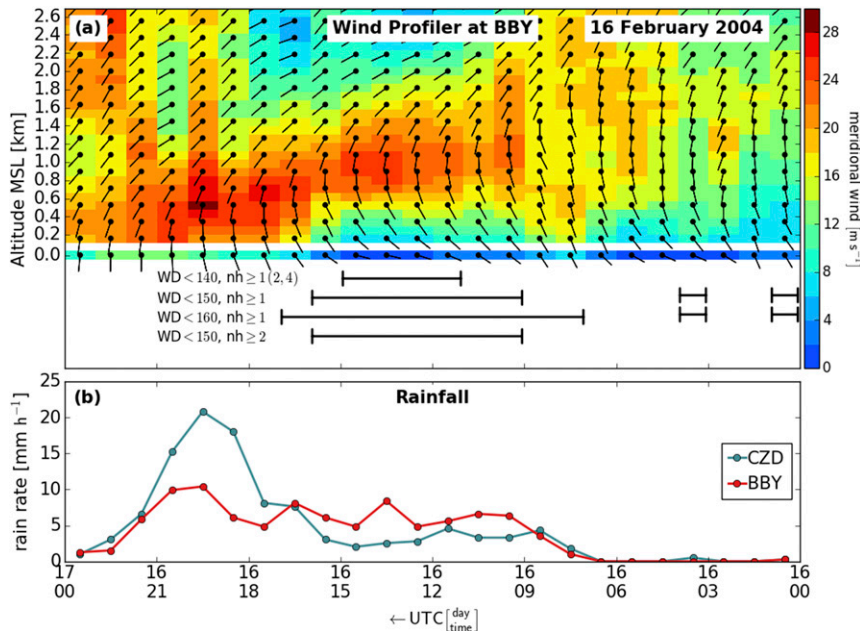 (a) Wind Profiler at BBY 16 February 2004
Altitude MSL [km]
2.6
2.4
2.2
2.0
1.8
1.6
1.4
1.2
1.0
0.8
0.6
0.4
0.2
0.0
28
24
20
16
12
8
4
0
meridional wind [m s⁻¹]
WD<140, nh≥1(2,4)
WD<150, nh≥1
WD<160, nh≥1
WD<150, nh≥2
(b) Rainfall
rain rate [mm h⁻¹]
25
20
15
10
5
0
CZD
BBY
17 16 16 16 16 16 16 16 16
00 21 18 15 12 09 06 03 00
←UTC[day time]